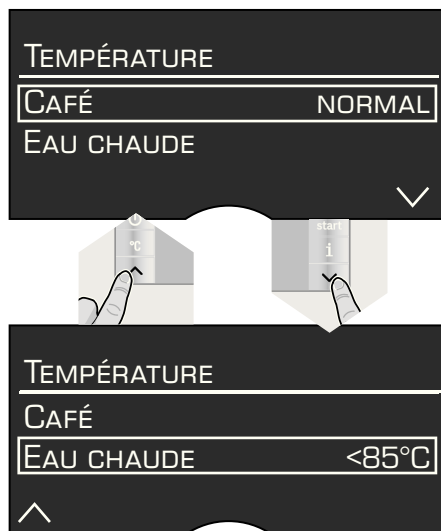 TEMPÉRATURE
CAFÉ NORMAL
EAU CHAUDE
°C
start
i
TEMPÉRATURE
CAFÉ
EAU CHAUDE <85°C